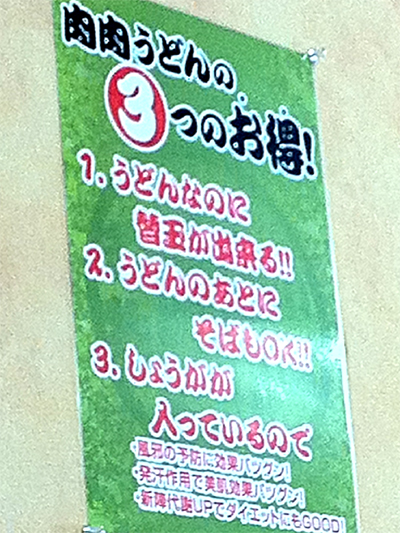 肉肉うどんの
3つのお得!
1.うどんなのに
替玉が出来る!!
2.うどんのあとに
そばもOK!!
3.しょうがが
入っているので
・風邪の予防に効果バツグン!
・発汗作用で美肌効果バツグン!
・新陳代謝UPでダイエットにもGOOD!